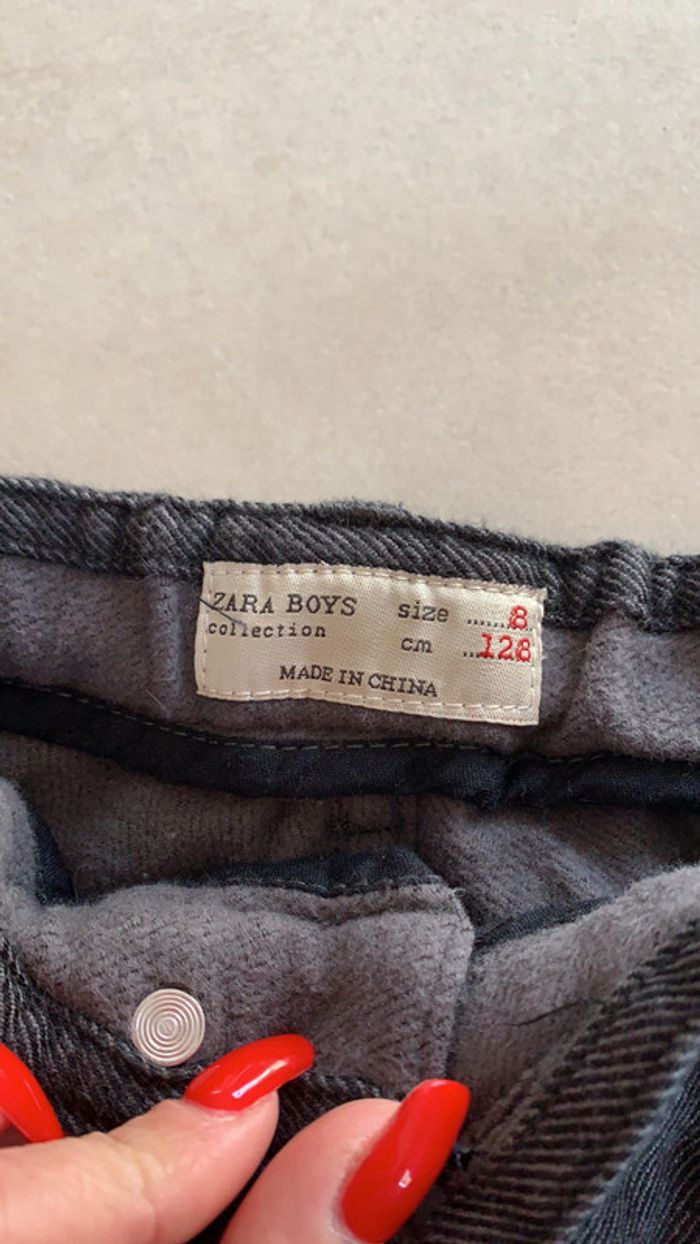 ZARA BOYS size .......8
collection cm ...128
MADE IN CHINA